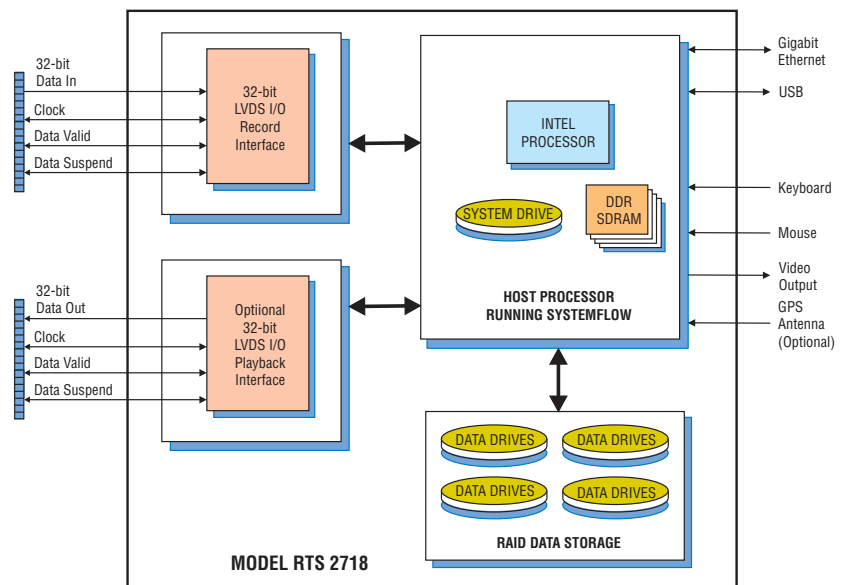 32-bit
Data In
Clock
Data Valid
Data Suspend
32-bit
LVDS I/O
Record
Interface
32-bit
Data Out
Clock
Data Valid
Data Suspend
Optiional
32-bit
LVDS I/O
Playback
Interface
INTEL
PROCESSOR
SYSTEM DRIVE
DDR
SDRAM
HOST PROCESSOR
RUNNING SYSTEMFLOW
Gigabit
Ethernet
USB
Keyboard
Mouse
Video
Output
GPS
Antenna
(Optional)
DATA DRIVES
DATA DRIVES
DATA DRIVES
DATA DRIVES
RAID DATA STORAGE
MODEL RTS 2718